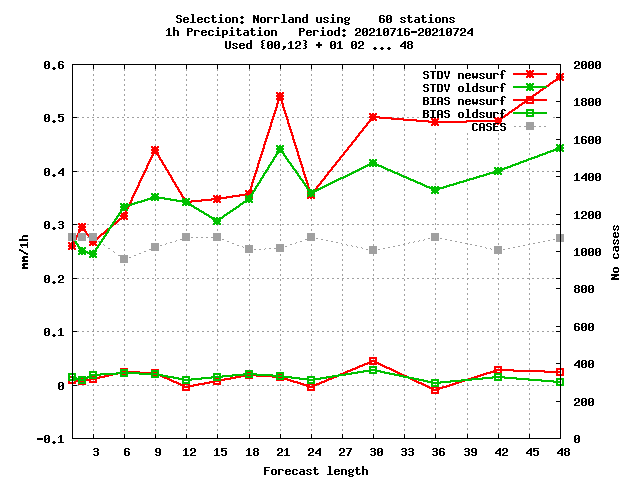 Selection: Norrland using    60 stations
1h Precipitation   Period: 20210716-20210724
Used {00,12} + 01 02 ... 48
STDV newsurf
STDV oldsurf
BIAS newsurf
BIAS oldsurf
CASES
mm/1h
0.6
0.5
0.4
0.3
0.2
0.1
0
-0.1
No cases
2000
1800
1600
1400
1200
1000
800
600
400
200
0
3 6 9 12 15 18 21 24 27 30 33 36 39 42 45 48
Forecast length